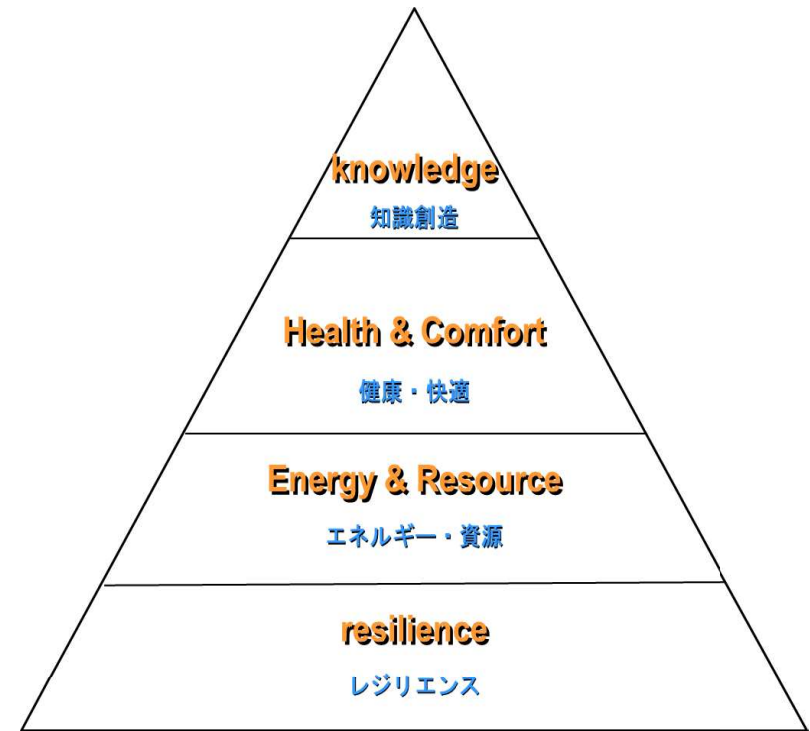 knowledge
知識創造
Health & Comfort
健康・快適
Energy & Resource
エネルギー・資源
resilience
レジリエンス